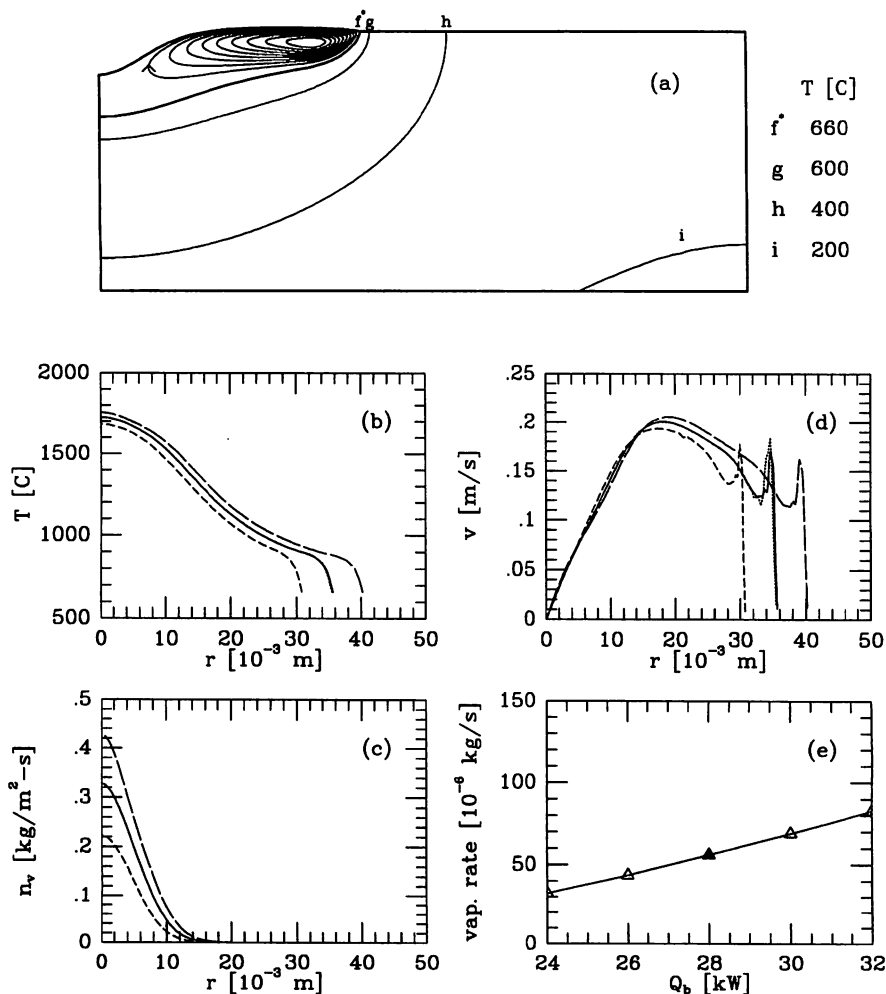 f* g h
(a)
T [C]
f* 660
g 600
h 400
i 200
i
2000
1500
1000
500
T [C]
(b)
0 10 20 30 40 50
r [10⁻³ m]
.25
.2
.15
.1
.05
0
v [m/s]
(d)
0 10 20 30 40 50
r [10⁻³ m]
.5
.4
.3
.2
.1
0
nᵥ [kg/m²-s]
(c)
0 10 20 30 40 50
r [10⁻³ m]
150
100
50
0
vap. rate [10⁻⁶ kg/s]
(e)
24 26 28 30 32
Q_b [kW]